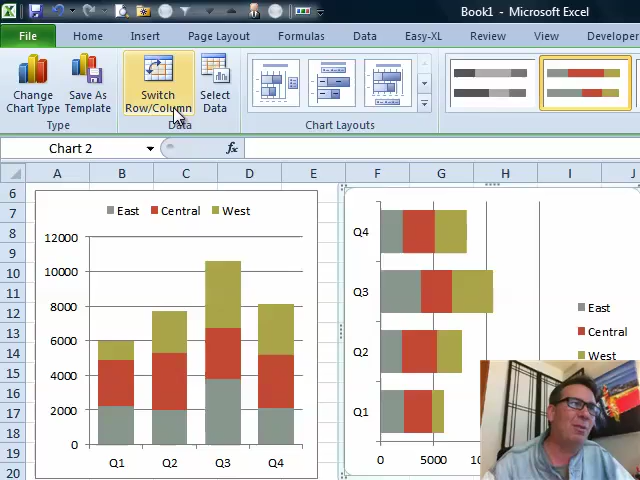 Book1 - Microsoft Excel
File Home Insert Page Layout Formulas Data Easy-XL Review View Developer
Change Chart Type
Save As Template
Switch Row/Column
Select Data
Type Data Chart Layouts
Chart 2 fx
A B C D E F G H I J
6
7
8
9
10
11
12
13
14
15
16
17
18
19
20
East Central West
12000
10000
8000
6000
4000
2000
0
Q1 Q2 Q3 Q4
Q4
Q3
Q2
Q1
0 5000
East
Central
West